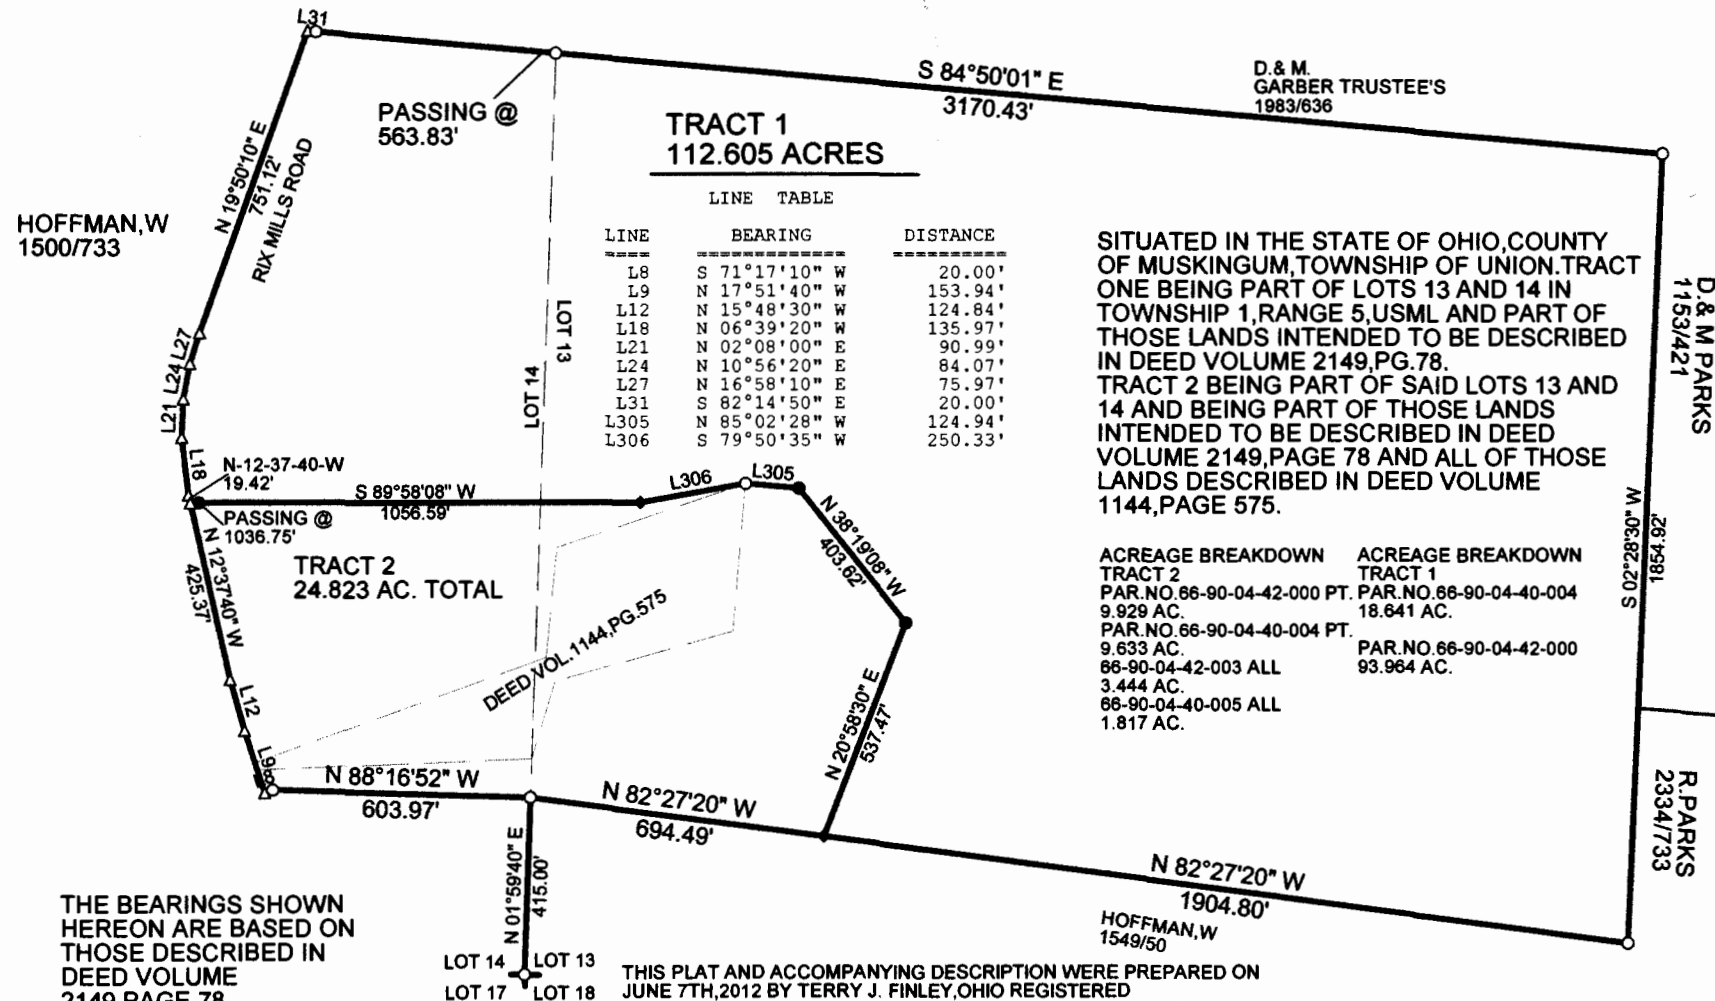 L31
S 84°50'01" E
3170.43'
D.& M.
GARBER TRUSTEE'S
1983/636
PASSING @
563.83'
TRACT 1
112.605 ACRES
N 19°50'10" E
751.12'
RIX MILLS ROAD
HOFFMAN,W
1500/733
LINE TABLE
LINE BEARING DISTANCE
==== ============== ==========
L8 S 71°17'10" W 20.00'
L9 N 17°51'40" W 153.94'
L12 N 15°48'30" W 124.84'
L18 N 06°39'20" W 135.97'
L21 N 02°08'00" E 90.99'
L24 N 10°56'20" E 84.07'
L27 N 16°58'10" E 75.97'
L31 S 82°14'50" E 20.00'
L305 N 85°02'28" W 124.94'
L306 S 79°50'35" W 250.33'
LOT 13
LOT 14
SITUATED IN THE STATE OF OHIO,COUNTY
OF MUSKINGUM,TOWNSHIP OF UNION.TRACT
ONE BEING PART OF LOTS 13 AND 14 IN
TOWNSHIP 1,RANGE 5,USML AND PART OF
THOSE LANDS INTENDED TO BE DESCRIBED
IN DEED VOLUME 2149,PG.78.
TRACT 2 BEING PART OF SAID LOTS 13 AND
14 AND BEING PART OF THOSE LANDS
INTENDED TO BE DESCRIBED IN DEED
VOLUME 2149,PAGE 78 AND ALL OF THOSE
LANDS DESCRIBED IN DEED VOLUME
1144,PAGE 575.
D.& M PARKS
1153/421
S 02°28'30" W
1854.92'
L27
L24
L21
L18
N-12-37-40-W
19.42'
S 89°58'08" W
1056.59'
L306
L305
PASSING @
1036.75'
N 12°37'40" W
425.37'
TRACT 2
24.823 AC. TOTAL
N 38°19'08" W
403.62'
DEED VOL.1144,PG.575
N 20°58'30" E
537.47'
ACREAGE BREAKDOWN
TRACT 2
PAR.NO.66-90-04-42-000 PT.
9.929 AC.
PAR.NO.66-90-04-40-004 PT.
9.633 AC.
66-90-04-42-003 ALL
3.444 AC.
66-90-04-40-005 ALL
1.817 AC.
ACREAGE BREAKDOWN
TRACT 1
PAR.NO.66-90-04-40-004
18.641 AC.
PAR.NO.66-90-04-42-000
93.964 AC.
R.PARKS
2334/733
L12
L9
N 88°16'52" W
603.97'
N 82°27'20" W
694.49'
N 82°27'20" W
1904.80'
HOFFMAN,W
1549/50
N 01°59'40" E
415.00'
THE BEARINGS SHOWN
HEREON ARE BASED ON
THOSE DESCRIBED IN
DEED VOLUME
2149,PAGE 78
LOT 14 LOT 13
LOT 17 LOT 18
THIS PLAT AND ACCOMPANYING DESCRIPTION WERE PREPARED ON
JUNE 7TH,2012 BY TERRY J. FINLEY,OHIO REGISTERED